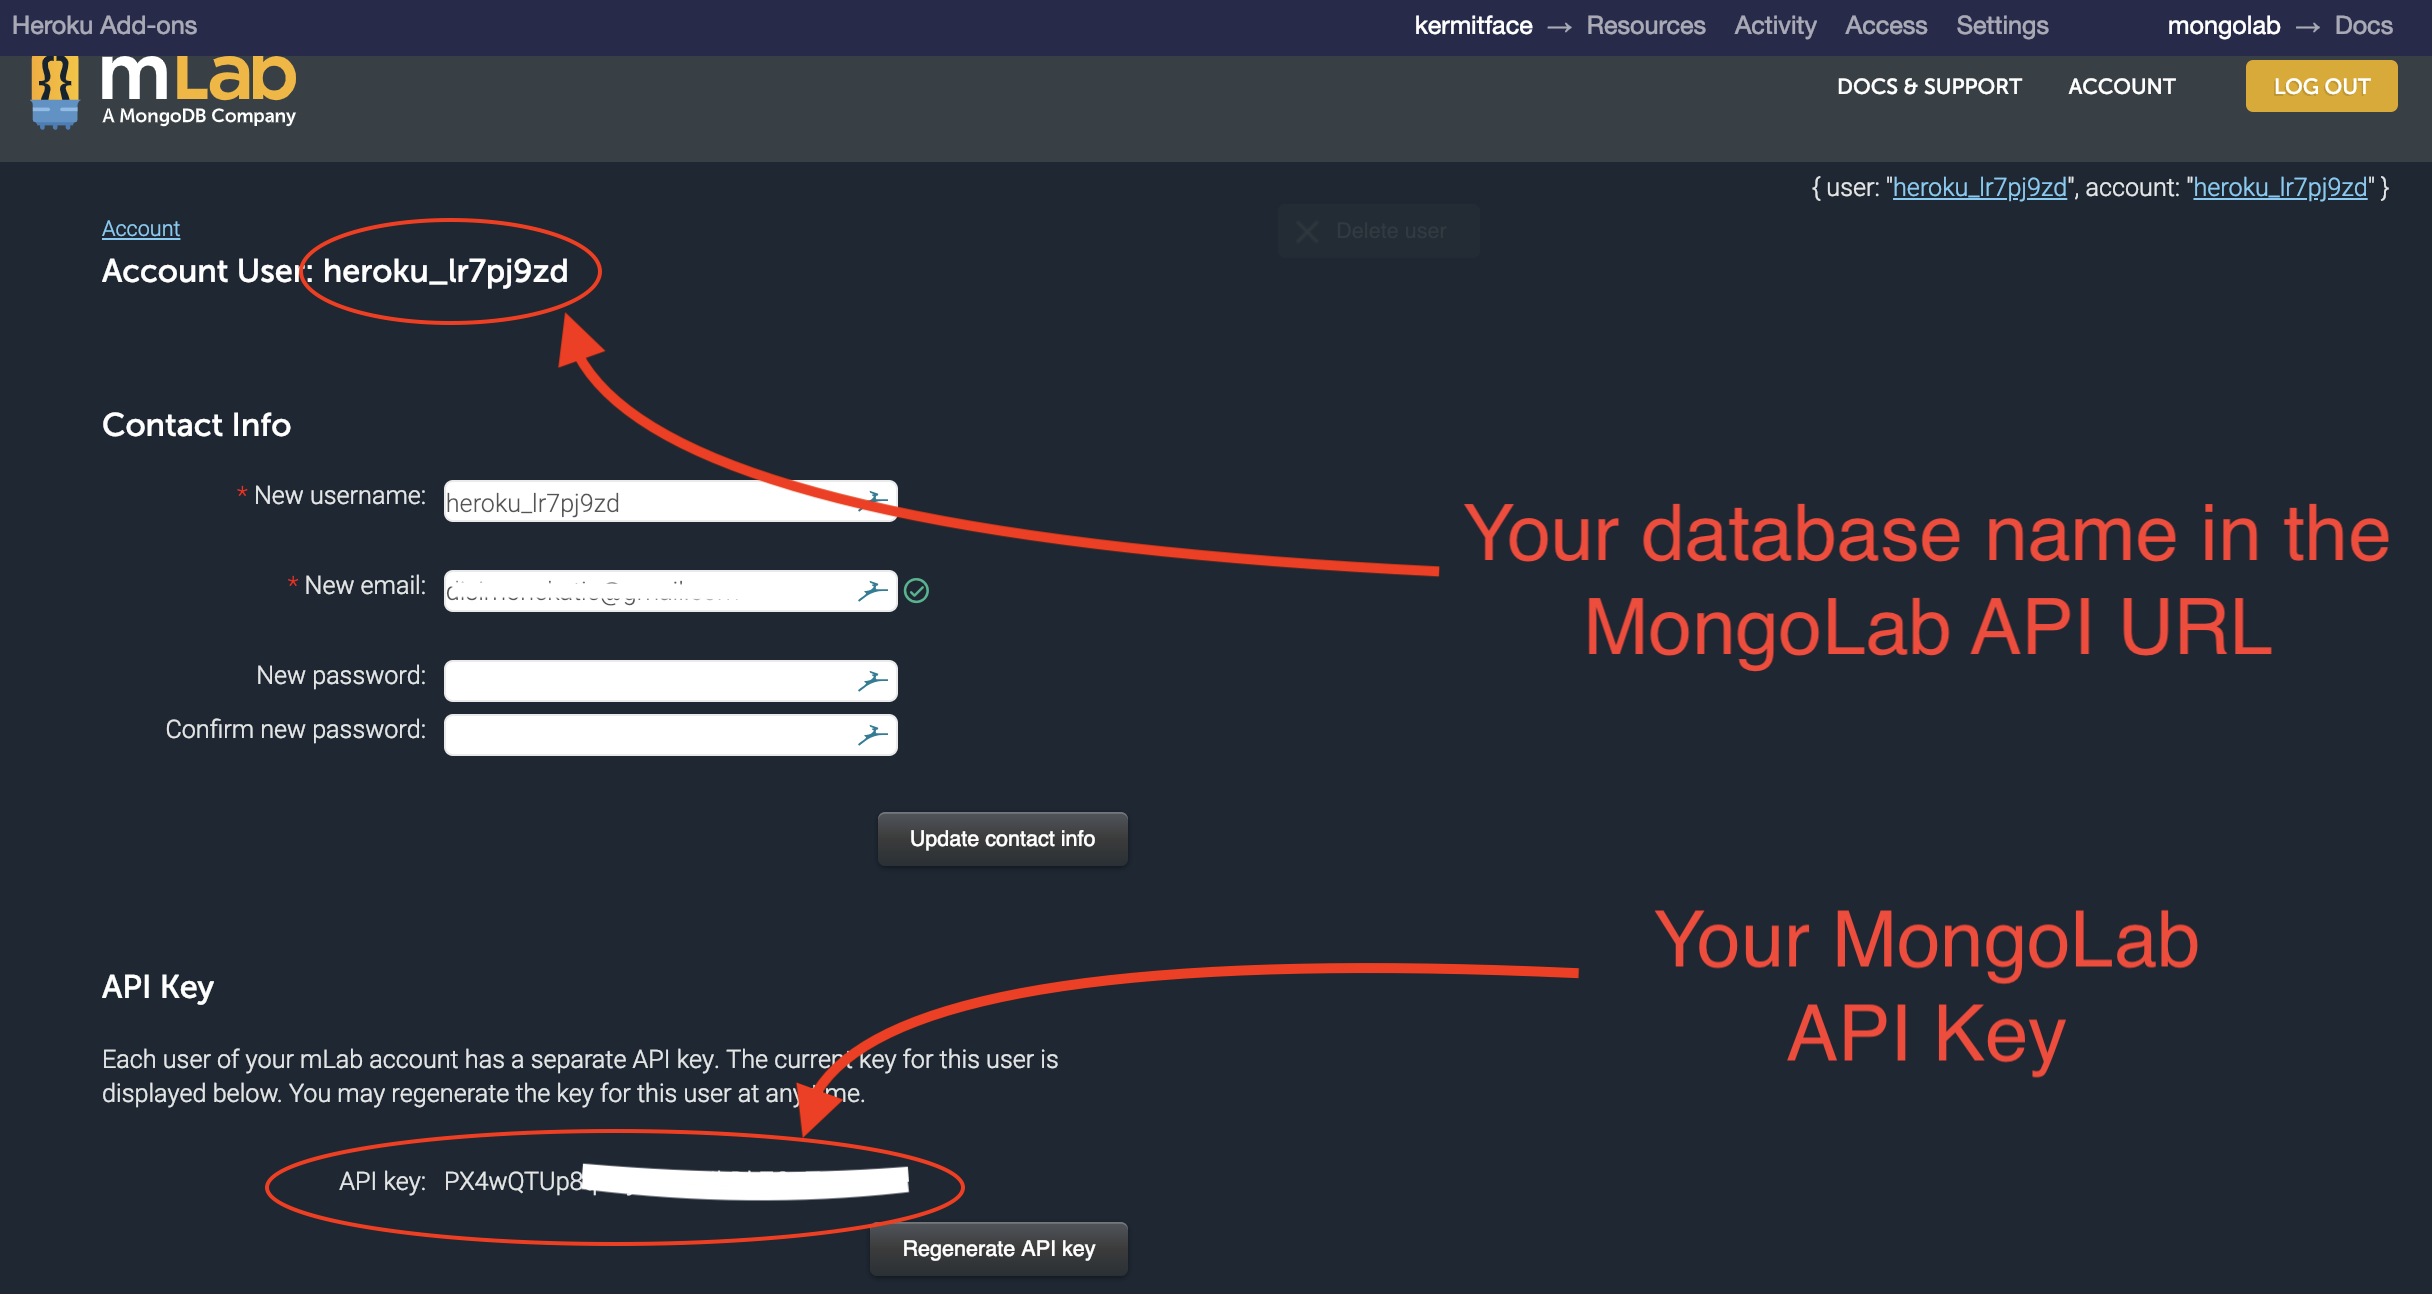 Heroku Add-ons
kermitface → Resources Activity Access Settings mongolab → Docs
mLab
A MongoDB Company
DOCS & SUPPORT ACCOUNT LOG OUT
{ user: "heroku_lr7pj9zd", account: "heroku_lr7pj9zd" }
Account
Delete user
Account User: heroku_lr7pj9zd
Contact Info
* New username: heroku_lr7pj9zd
Your database name in the
MongoLab API URL
* New email:
New password:
Confirm new password:
Update contact info
Your MongoLab
API Key
API Key
Each user of your mLab account has a separate API key. The current key for this user is
displayed below. You may regenerate the key for this user at any time.
API key: PX4wQTUp8
Regenerate API key